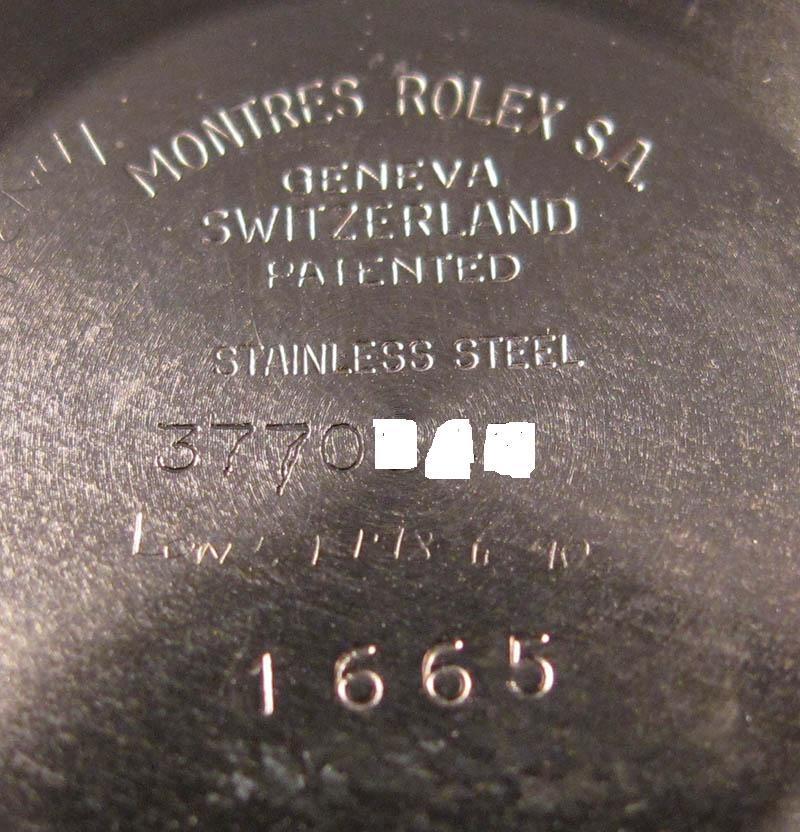 MONTRES ROLEX S.A.
GENEVA
SWITZERLAND
PATENTED
STAINLESS STEEL
3770
1665